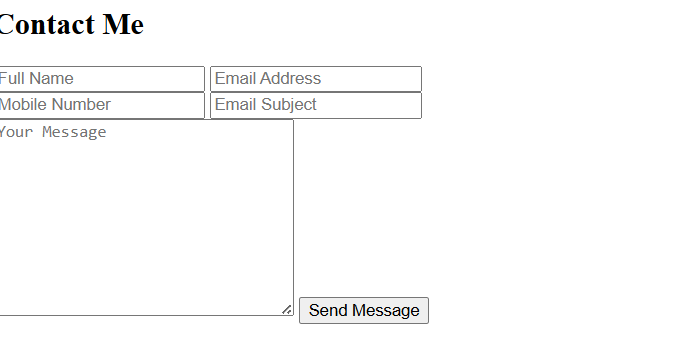 Contact Me
Full Name Email Address
Mobile Number Email Subject
Your Message
Send Message